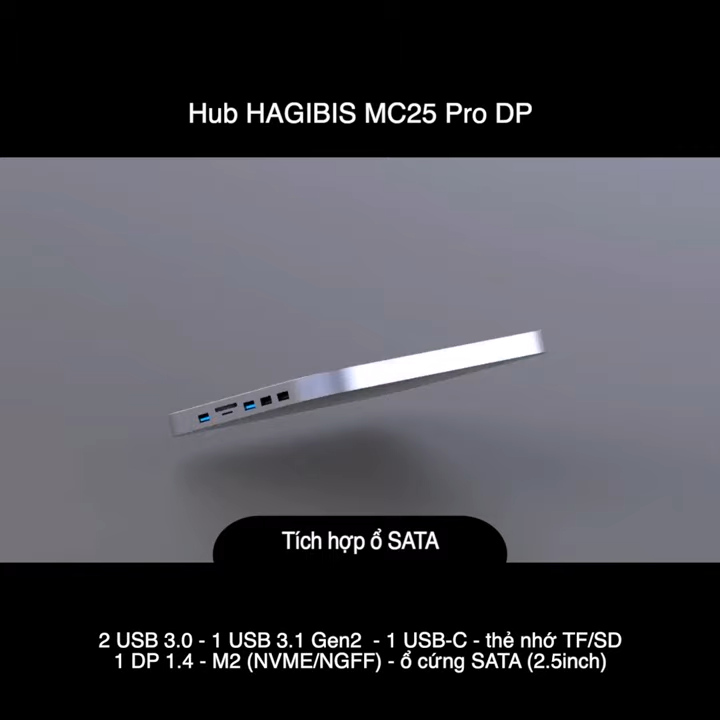 Hub HAGIBIS MC25 Pro DP
Tích hợp ổ SATA
2 USB 3.0 - 1 USB 3.1 Gen2 - 1 USB-C - thẻ nhớ TF/SD
1 DP 1.4 - M2 (NVME/NGFF) - ổ cứng SATA (2.5inch)